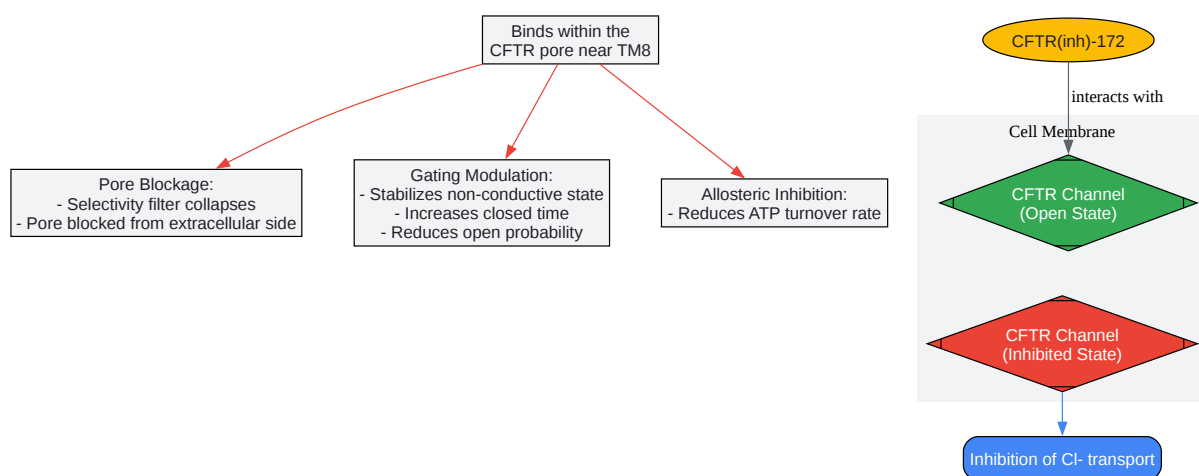 Binds within the
CFTR pore near TM8
Pore Blockage:
- Selectivity filter collapses
- Pore blocked from extracellular side
Gating Modulation:
- Stabilizes non-conductive state
- Increases closed time
- Reduces open probability
Allosteric Inhibition:
- Reduces ATP turnover rate
CFTR(inh)-172
interacts with
Cell Membrane
CFTR Channel
(Open State)
CFTR Channel
(Inhibited State)
Inhibition of Cl- transport